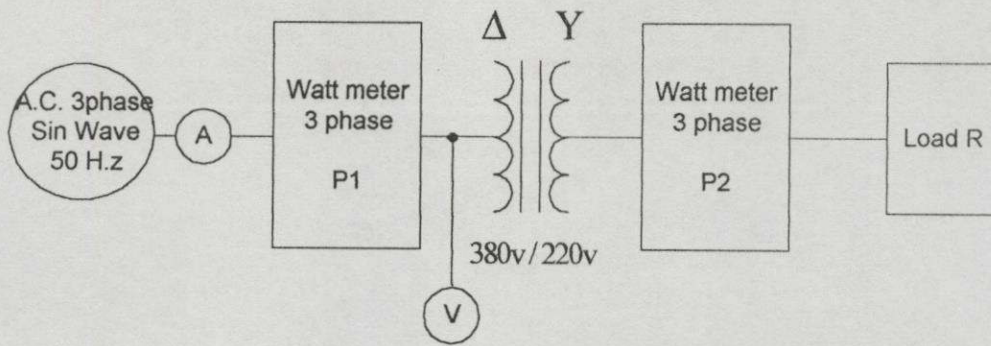 Δ Y
A.C. 3phase
Sin Wave
50 H.z
A
Watt meter
3 phase
P1
Watt meter
3 phase
P2
Load R
380v/220v
V